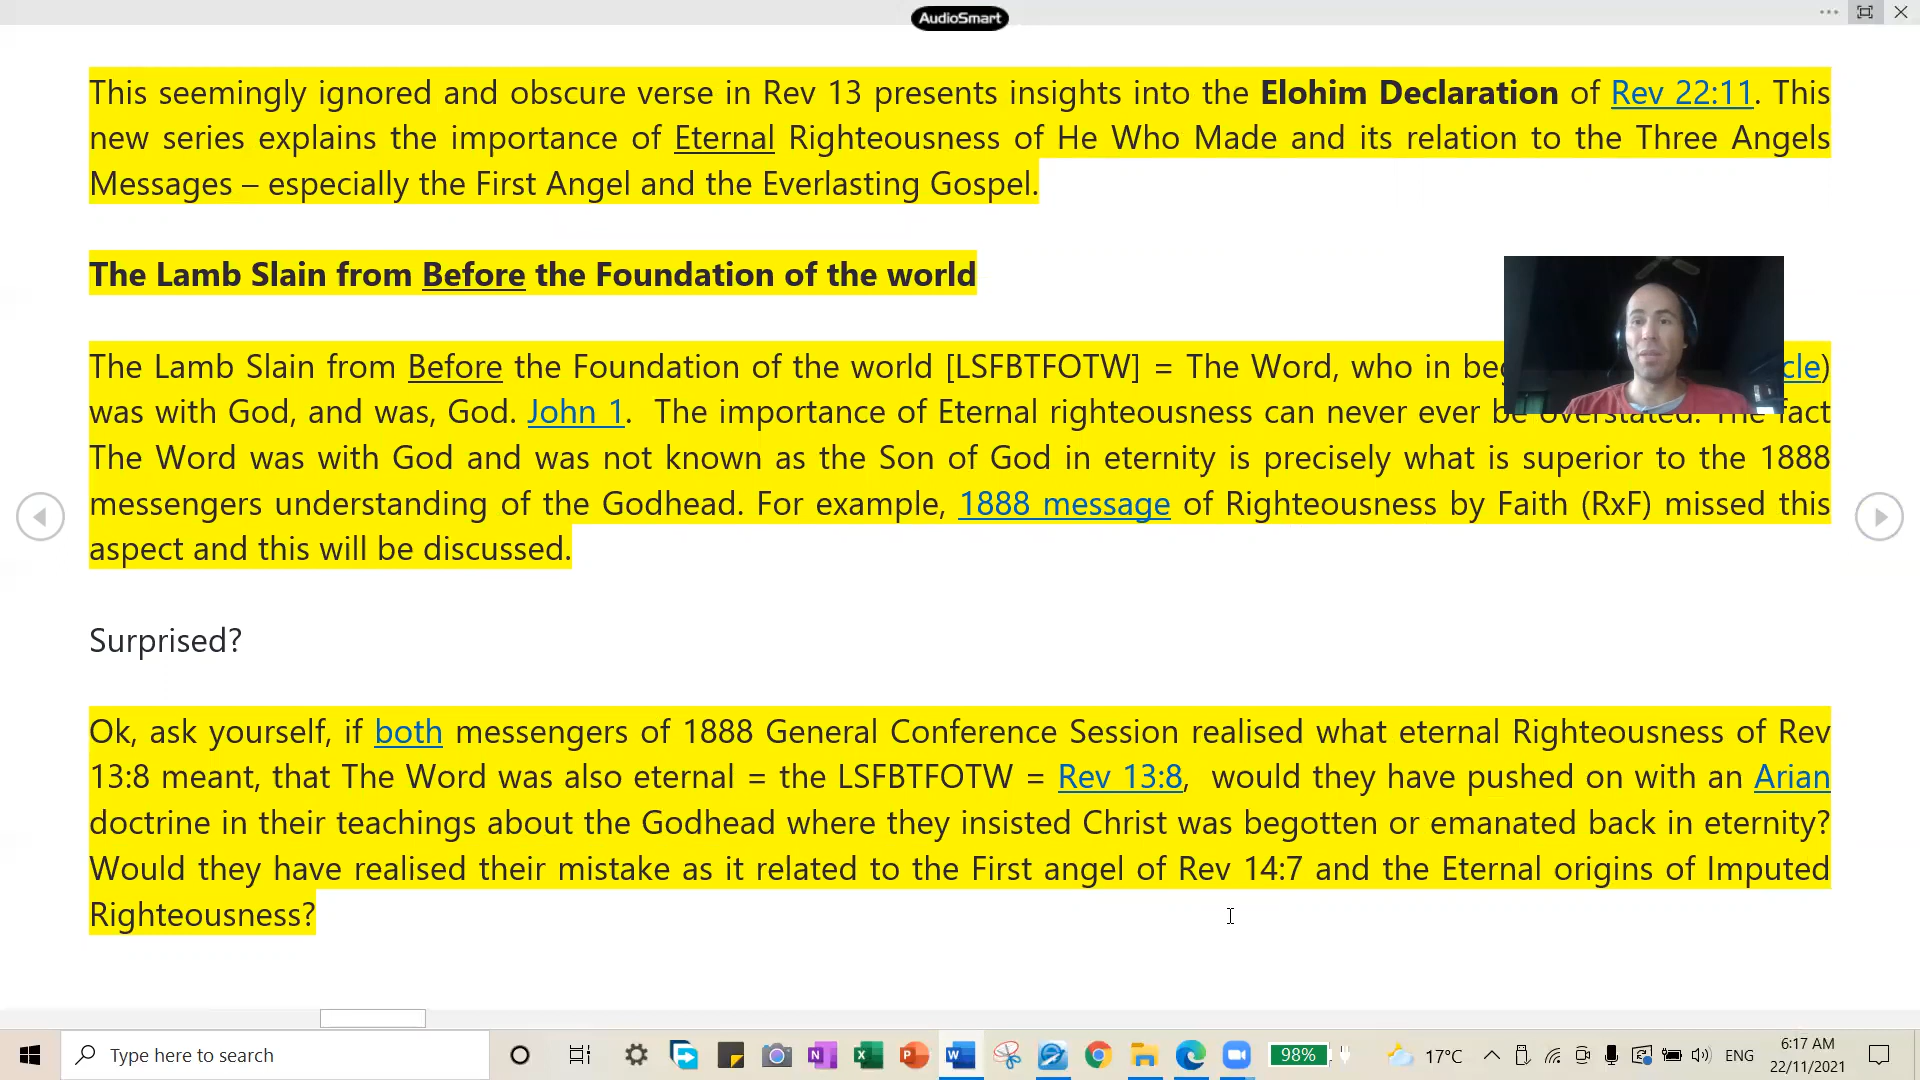 AudioSmart
This seemingly ignored and obscure verse in Rev 13 presents insights into the Elohim Declaration of Rev 22:11. This
new series explains the importance of Eternal Righteousness of He Who Made and its relation to the Three Angels
Messages – especially the First Angel and the Everlasting Gospel.
The Lamb Slain from Before the Foundation of the world
The Lamb Slain from Before the Foundation of the world [LSFBTFOTW] = The Word, who in cle)
was with God, and was, God. John 1. The importance of Eternal righteousness can never ever be overstated. The fact
The Word was with God and was not known as the Son of God in eternity is precisely what is superior to the 1888
messengers understanding of the Godhead. For example, 1888 message of Righteousness by Faith (RxF) missed this
aspect and this will be discussed.
Surprised?
Ok, ask yourself, if both messengers of 1888 General Conference Session realised what eternal Righteousness of Rev
13:8 meant, that The Word was also eternal = the LSFBTFOTW = Rev 13:8, would they have pushed on with an Arian
doctrine in their teachings about the Godhead where they insisted Christ was begotten or emanated back in eternity?
Would they have realised their mistake as it related to the First angel of Rev 14:7 and the Eternal origins of Imputed
Righteousness?
Type here to search
98%
17°C
ENG
6:17 AM
22/11/2021